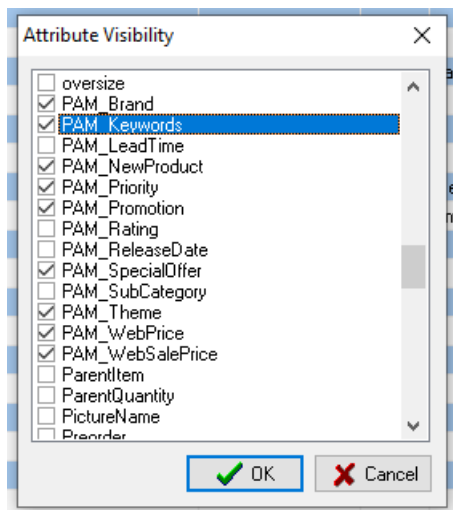 Attribute Visibility
oversize
PAM_Brand
PAM_Keywords
PAM_LeadTime
PAM_NewProduct
PAM_Priority
PAM_Promotion
PAM_Rating
PAM_ReleaseDate
PAM_SpecialOffer
PAM_SubCategory
PAM_Theme
PAM_WebPrice
PAM_WebSalePrice
ParentItem
ParentQuantity
PictureName
Preorder
OK
Cancel